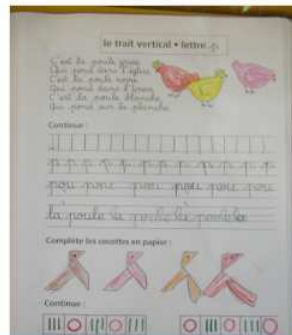 le trait vertical • lettre p
C'est la poule grise
Qui pond dans l'église
C'est la poule noire
Qui pond dans l'
C'est la poule blanche
Qui pond sur la planche
Continue :
p p p p p p p p p p p
pou pou pou pou pou pou
la poule la poule la poule la
Complète les cocottes en papier :
Continue :